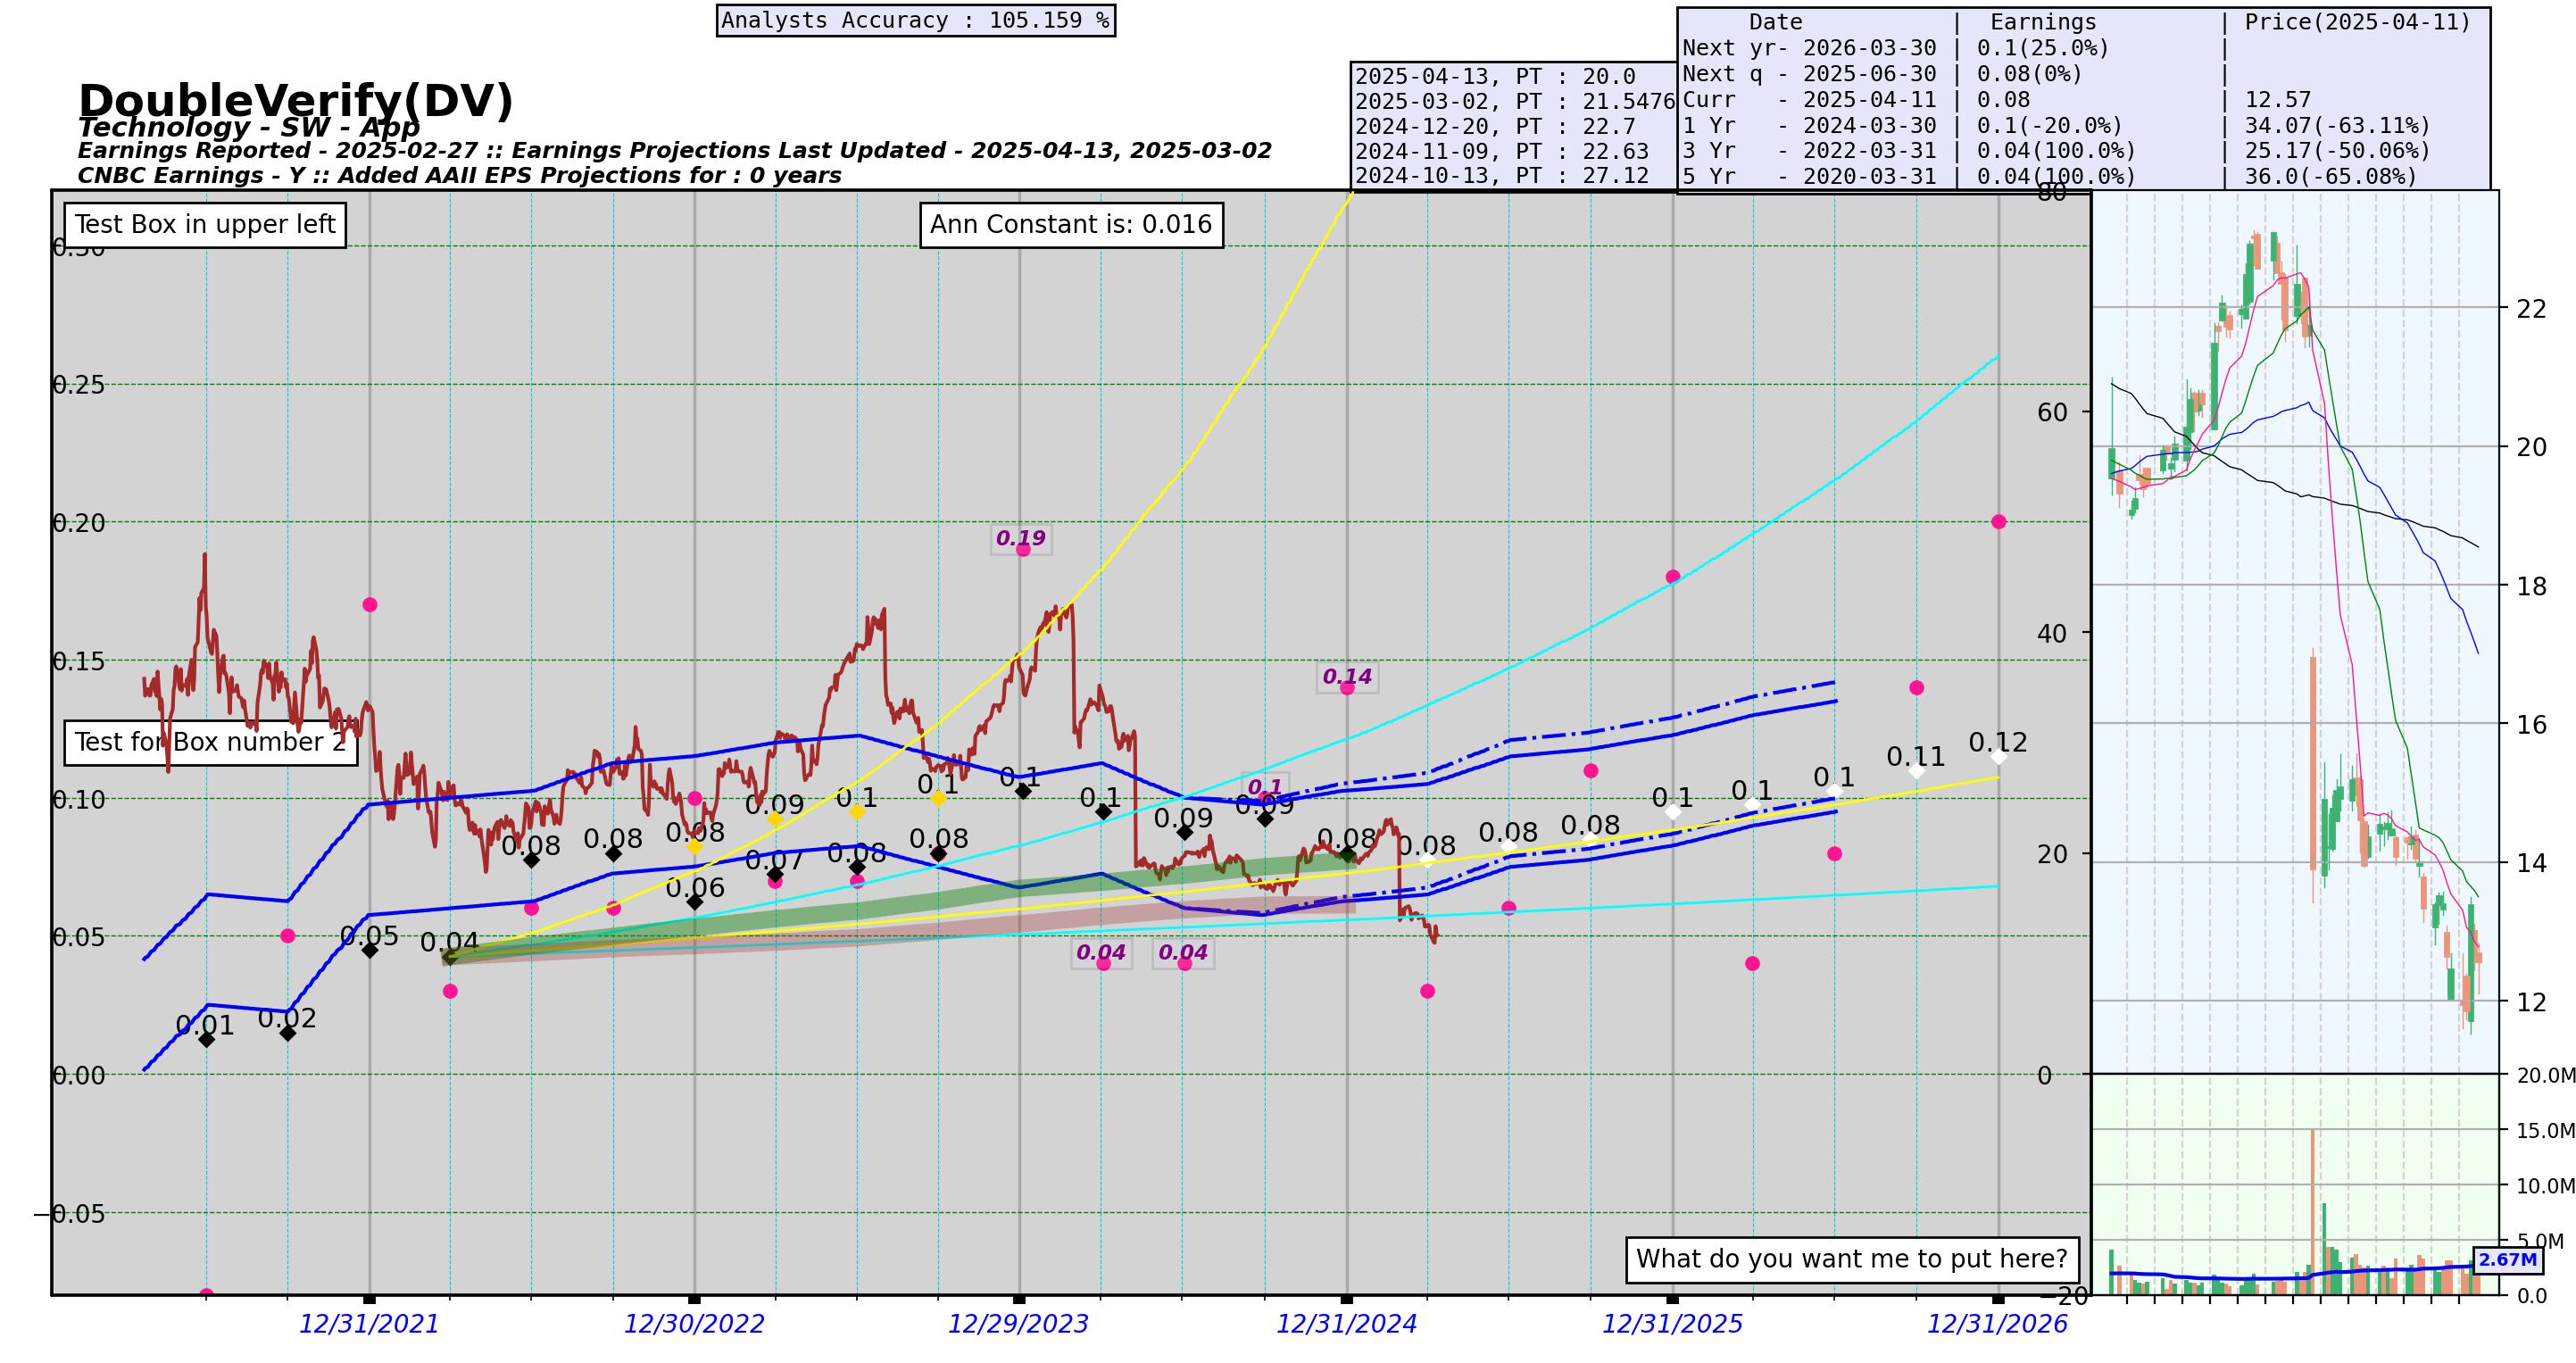 Analysts Accuracy : 105.159 %
Date | Earnings | Price(2025-04-11)
Next yr- 2026-03-30 | 0.1(25.0%) |
Next q - 2025-06-30 | 0.08(0%) |
Curr - 2025-04-11 | 0.08 | 12.57
1 Yr - 2024-03-30 | 0.1(-20.0%) | 34.07(-63.11%)
3 Yr - 2022-03-31 | 0.04(100.0%) | 25.17(-50.06%)
5 Yr - 2020-03-31 | 0.04(100.0%) | 36.0(-65.08%)
2025-04-13, PT : 20.0
2025-03-02, PT : 21.5476
2024-12-20, PT : 22.7
2024-11-09, PT : 22.63
2024-10-13, PT : 27.12
DoubleVerify(DV)
Technology - SW - App
Earnings Reported - 2025-02-27 :: Earnings Projections Last Updated - 2025-04-13, 2025-03-02
CNBC Earnings - Y :: Added AAII EPS Projections for : 0 years
Test Box in upper left
Ann Constant is: 0.016
Test for Box number 2
What do you want me to put here?
0.30
0.25
0.20
0.15
0.10
0.05
0.00
−0.05
80
60
40
20
0
−20
0.01
0.02
0.05
0.04
0.08
0.08
0.08
0.06
0.09
0.07
0.1
0.08
0.1
0.08
0.19
0.1
0.1
0.04
0.09
0.04
0.1
0.09
0.14
0.08
0.08
0.08
0.08
0.1
0.1
0.1
0.11
0.12
12/31/2021
12/30/2022
12/29/2023
12/31/2024
12/31/2025
12/31/2026
22
20
18
16
14
12
20.0M
15.0M
10.0M
5.0M
2.67M
0.0